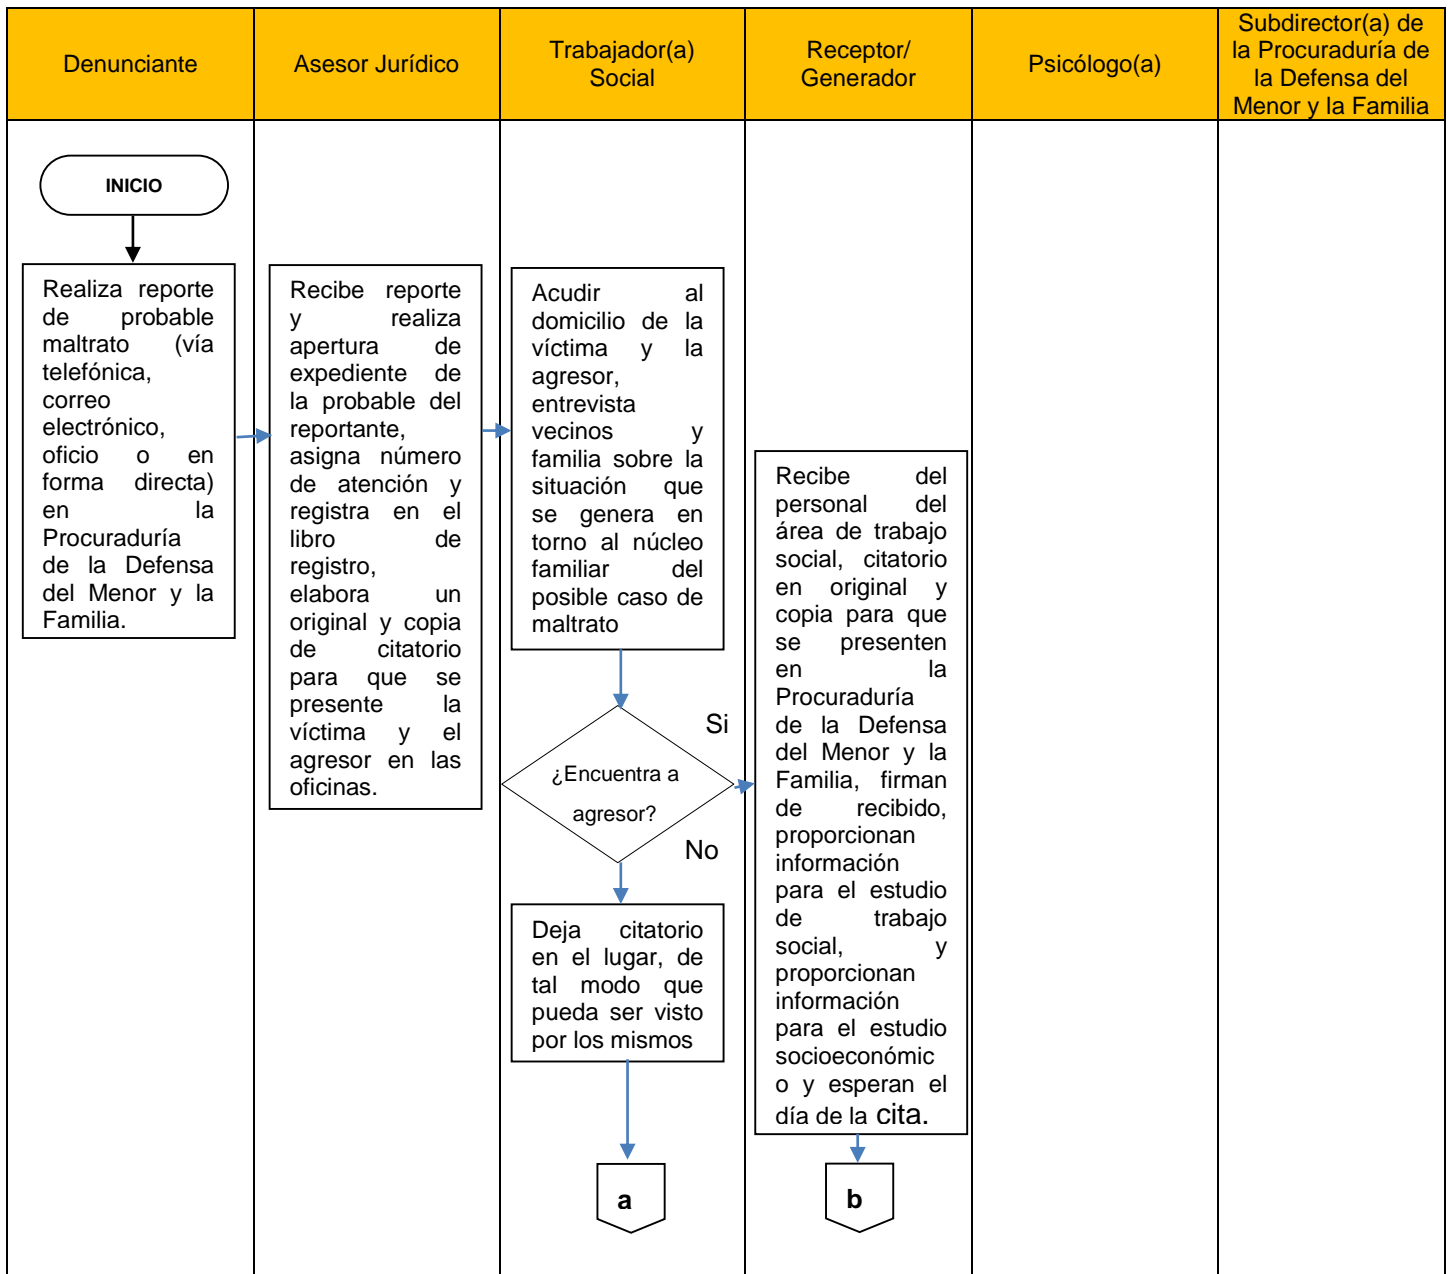 Denunciante
Asesor Jurídico
Trabajador(a)
Social
Receptor/
Generador
Psicólogo(a)
Subdirector(a) de
la Procuraduría de
la Defensa del
Menor y la Familia
INICIO
Realiza reporte
de probable
maltrato (vía
telefónica,
correo
electrónico,
oficio o en
forma directa)
en la
Procuraduría
de la Defensa
del Menor y la
Familia.
Recibe reporte
y realiza
apertura de
expediente de
la probable del
reportante,
asigna número
de atención y
registra en el
libro de
registro,
elabora un
original y copia
de citatorio
para que se
presente la
víctima y el
agresor en las
oficinas.
Acudir al
domicilio de la
víctima y la
agresor,
entrevista
vecinos y
familia sobre la
situación que
se genera en
torno al núcleo
familiar del
posible caso de
maltrato
¿Encuentra a
agresor?
Si
No
Deja citatorio
en el lugar, de
tal modo que
pueda ser visto
por los mismos
a
Recibe del
personal del
área de trabajo
social, citatorio
en original y
copia para que
se presenten
en la
Procuraduría
de la Defensa
del Menor y la
Familia, firman
de recibido,
proporcionan
información
para el estudio
de trabajo
social, y
proporcionan
información
para el estudio
socioeconómic
o y esperan el
día de la cita.
b